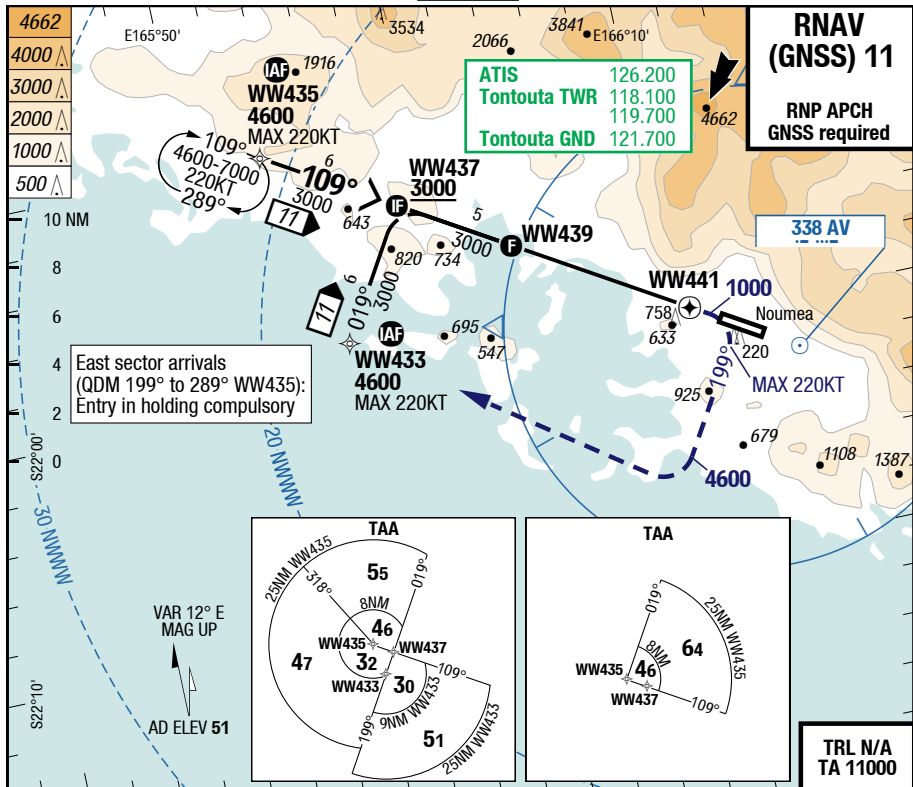 4662
4000
3000
2000
1000
500
E165°50'
3534
3841
E166°10'
2066
1916
4662
RNAV
(GNSS) 11
RNP APCH
GNSS required
ATIS 126.200
Tontouta TWR 118.100
119.700
Tontouta GND 121.700
IAF
WW435
4600
MAX 220KT
109°
4600-7000
220KT
289°
6
109°
3000
11
643
WW437
3000
IF
5
3000
F
WW439
820
734
338 AV
WW441
1000
Noumea
758
633
220
11
6
019°
3000
IAF
WW433
4600
MAX 220KT
695
547
199°
MAX 220KT
925
679
4600
1108
1387
10 NM
8
6
4
2
0
East sector arrivals
(QDM 199° to 289° WW435):
Entry in holding compulsory
S22°00'
20 NWWW
30 NWWW
VAR 12° E
MAG UP
AD ELEV 51
S22°10'
TAA
25NM WW435
318°
55
019°
8NM
46
WW435
WW437
47
32
WW433
30
109°
199°
9NM WW433
51
25NM WW433
TAA
019°
25NM WW435
8NM
64
WW435
46
WW437
109°
TRL N/A
TA 11000